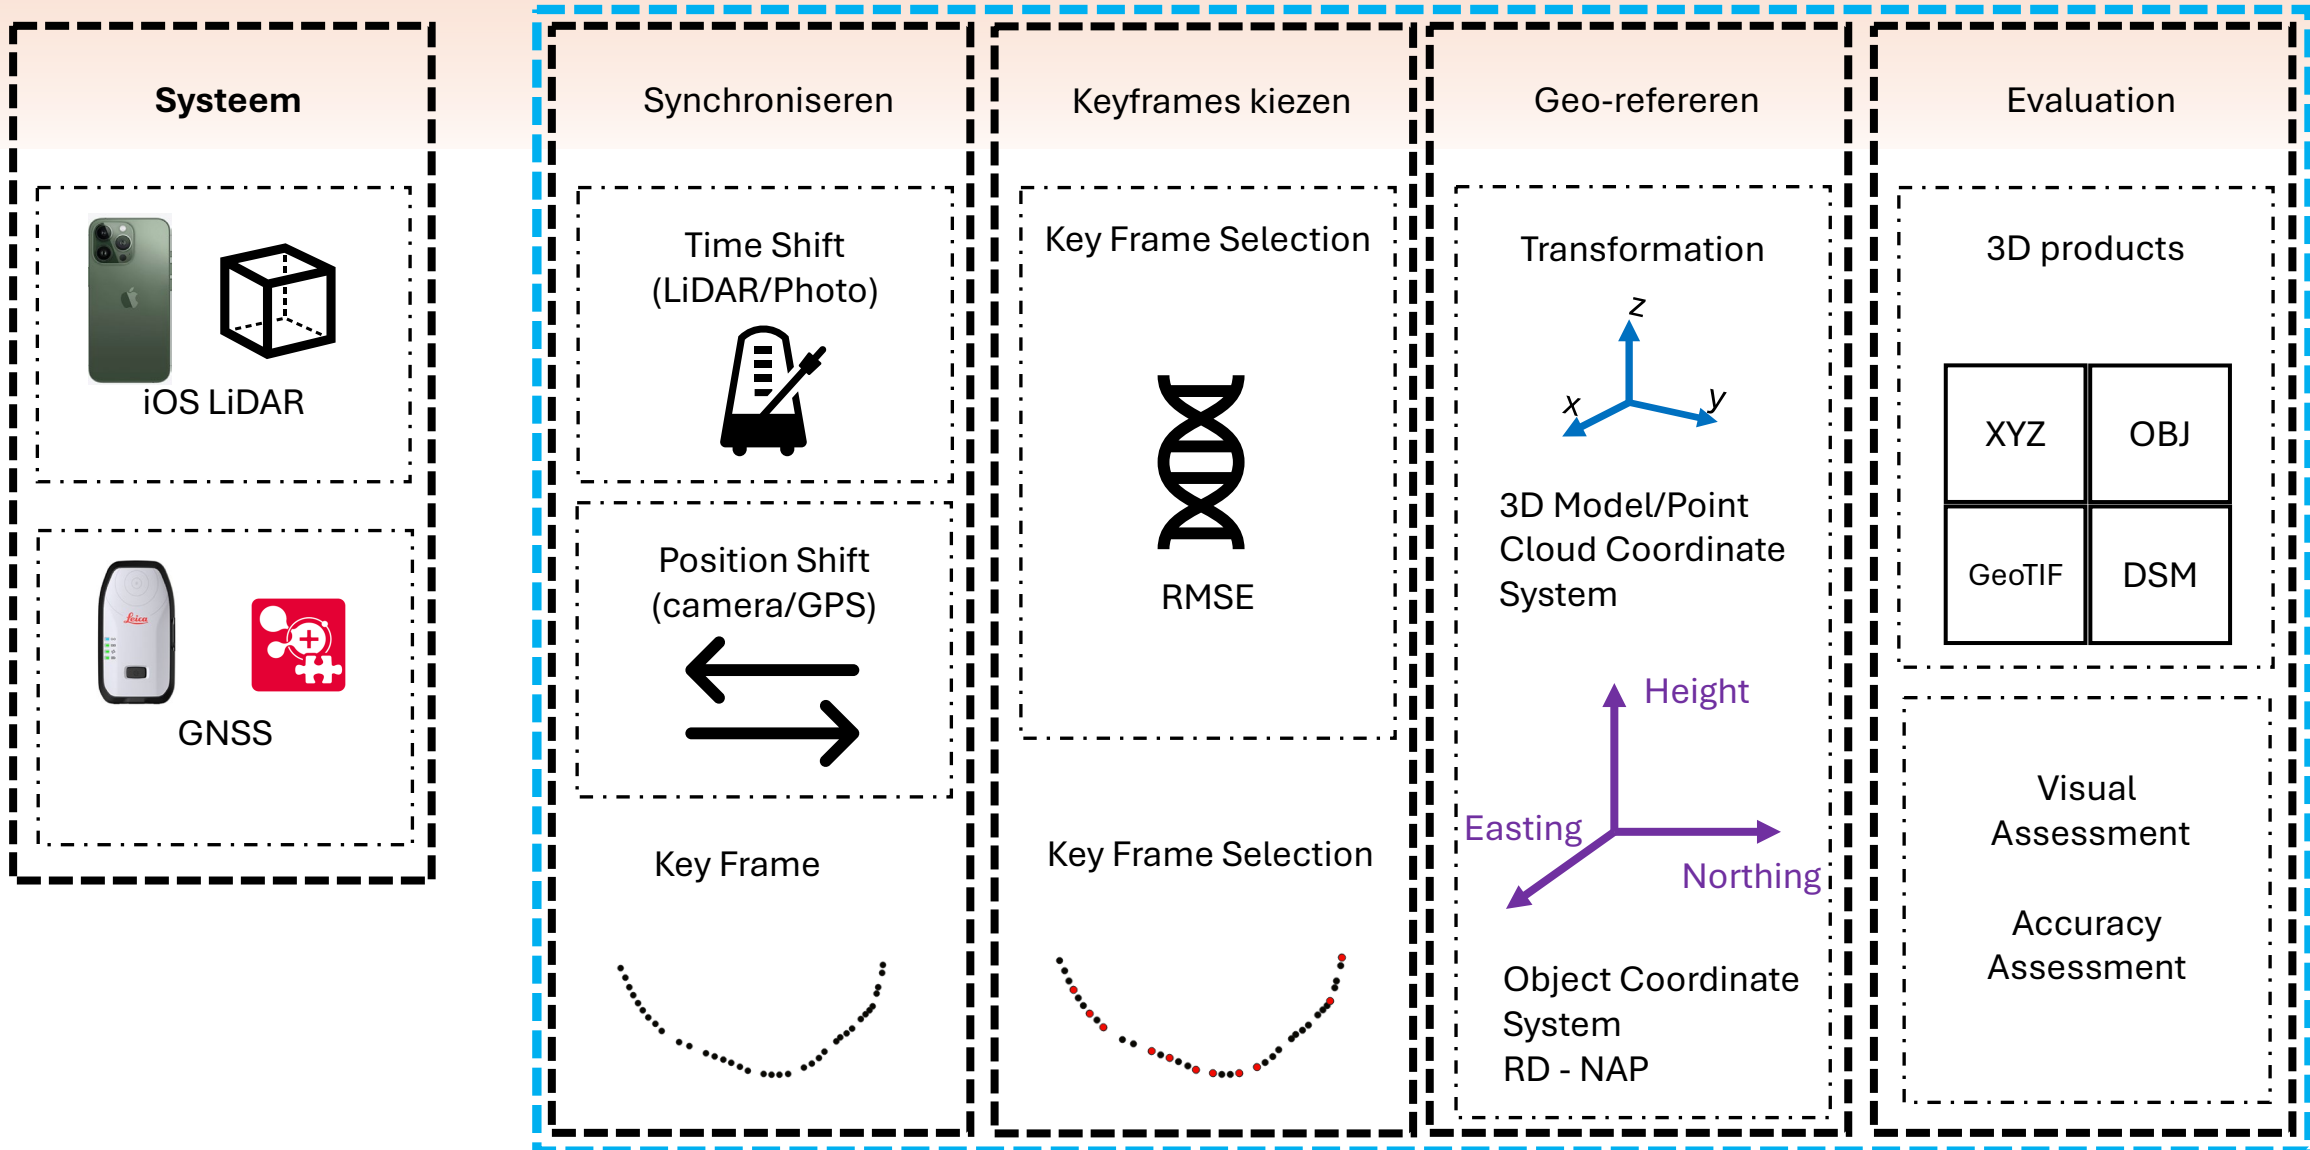 Systeem
iOS LiDAR
Leica
GNSS
Synchroniseren
Time Shift
(LiDAR/Photo)
Position Shift
(camera/GPS)
Key Frame
Keyframes kiezen
Key Frame Selection
RMSE
Key Frame Selection
Geo-refereren
Transformation
z
x
y
3D Model/Point
Cloud Coordinate
System
Height
Easting
Northing
Object Coordinate
System
RD - NAP
Evaluation
3D products
XYZ
OBJ
GeoTIF
DSM
Visual
Assessment
Accuracy
Assessment